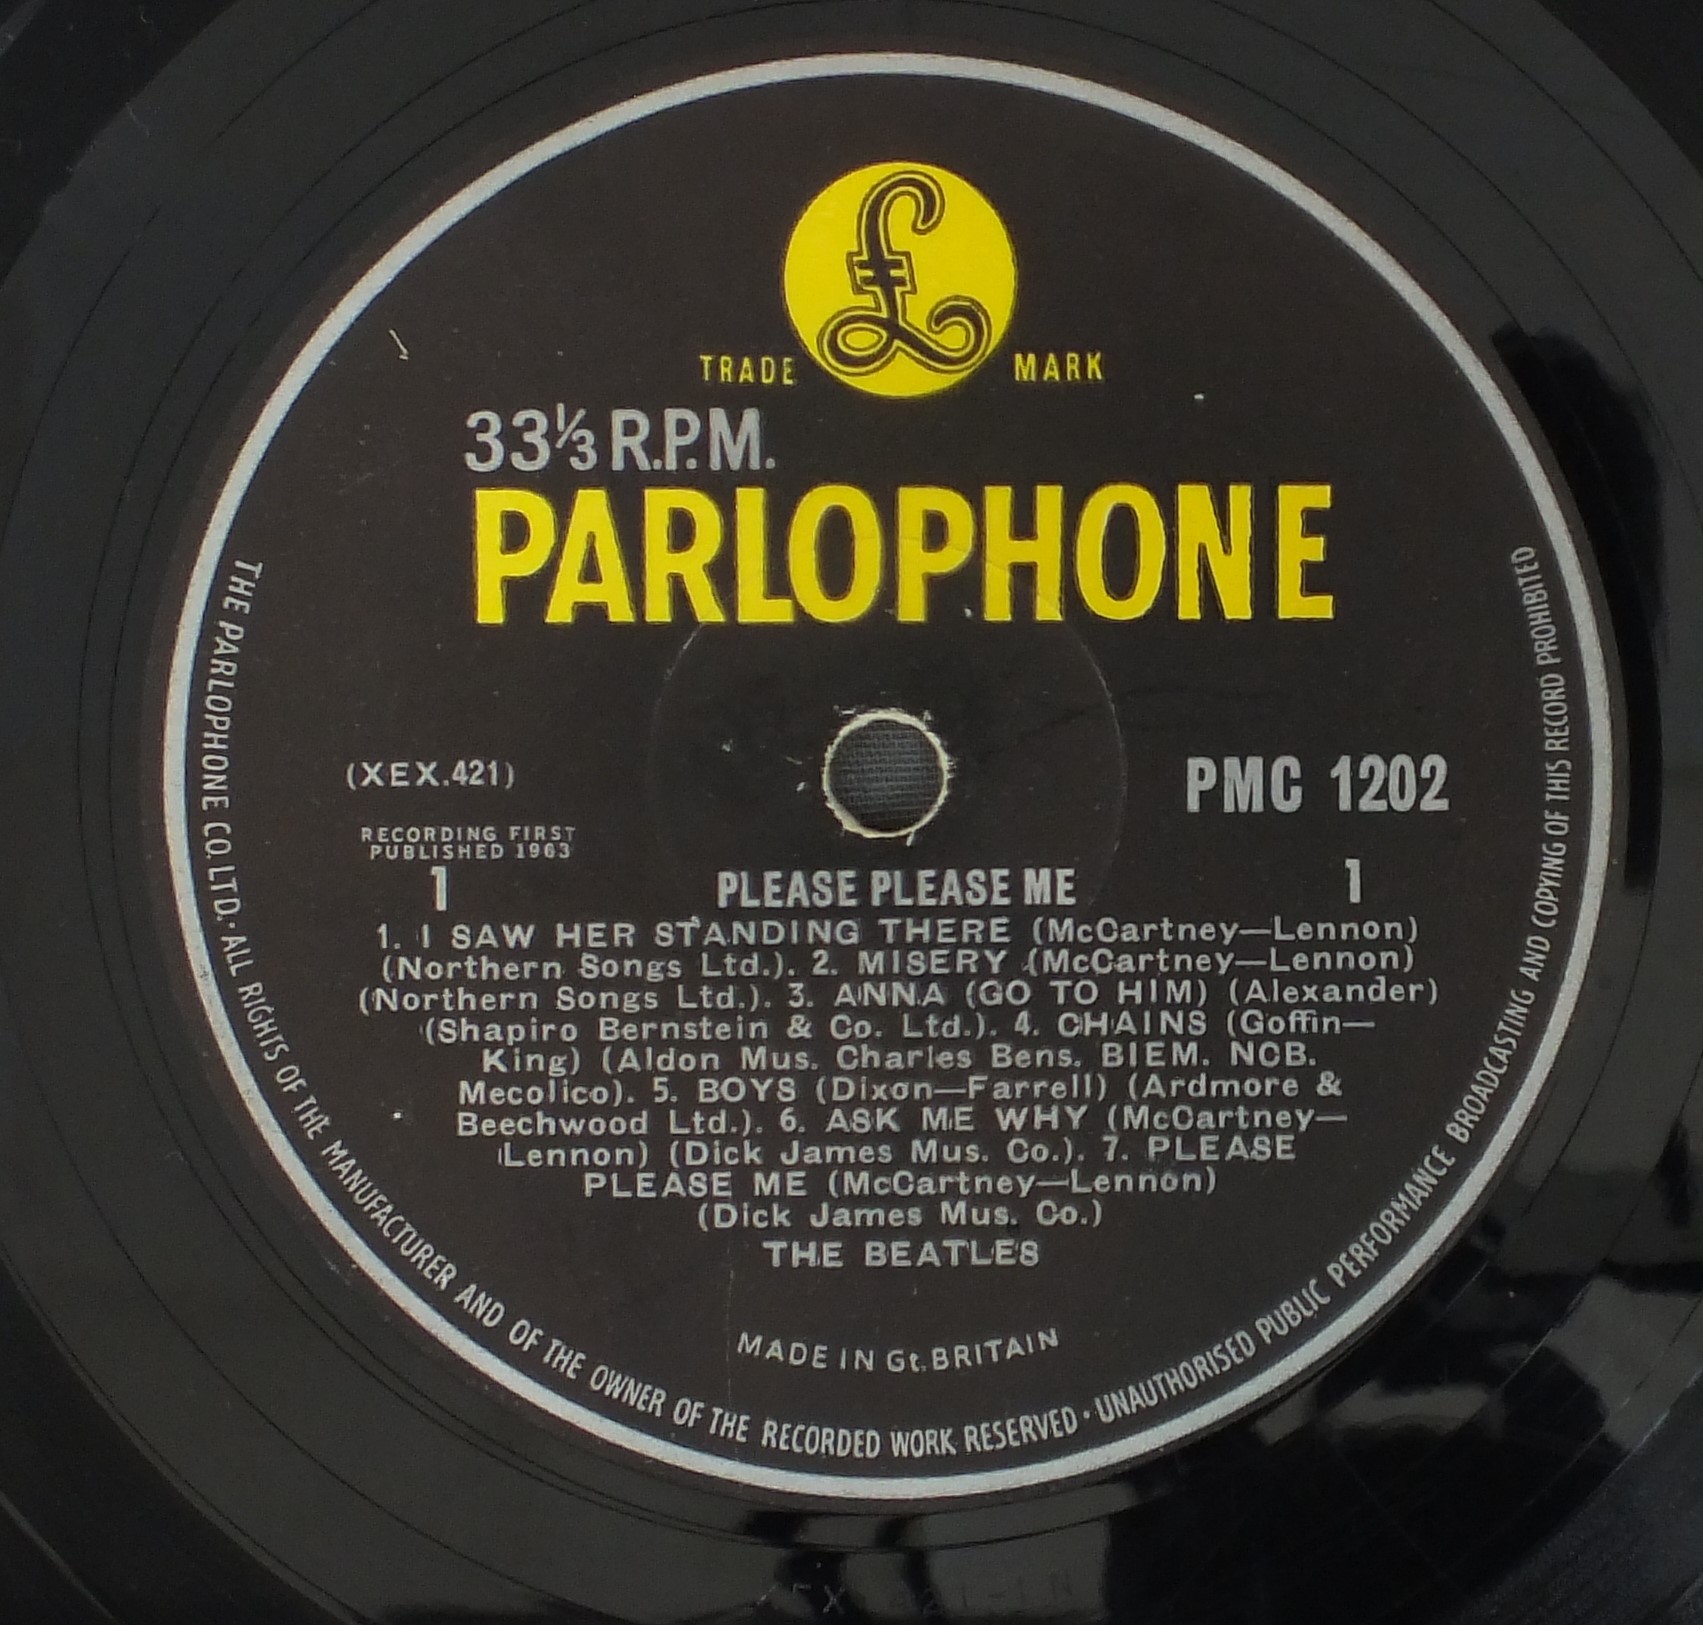 £
TRADE MARK
33⅓ R.P.M.
PARLOPHONE
(XEX.421)
PMC 1202
RECORDING FIRST
PUBLISHED 1963
1 PLEASE PLEASE ME 1
1. I SAW HER STANDING THERE (McCartney—Lennon)
(Northern Songs Ltd.). 2. MISERY (McCartney—Lennon)
(Northern Songs Ltd.). 3. ANNA (GO TO HIM) (Alexander)
(Shapiro Bernstein & Co. Ltd.). 4. CHAINS (Goffin—
King) (Aldon Mus. Charles Bens. BIEM. NCB.
Mecolico). 5. BOYS (Dixon—Farrell) (Ardmore &
Beechwood Ltd.). 6. ASK ME WHY (McCartney—
Lennon) (Dick James Mus. Co.). 7. PLEASE
PLEASE ME (McCartney—Lennon)
(Dick James Mus. Co.)
THE BEATLES
MADE IN Gt. BRITAIN
THE PARLOPHONE CO. LTD. · ALL RIGHTS OF THE MANUFACTURER AND OF THE OWNER OF THE RECORDED WORK RESERVED · UNAUTHORISED PUBLIC PERFORMANCE BROADCASTING AND COPYING OF THIS RECORD PROHIBITED